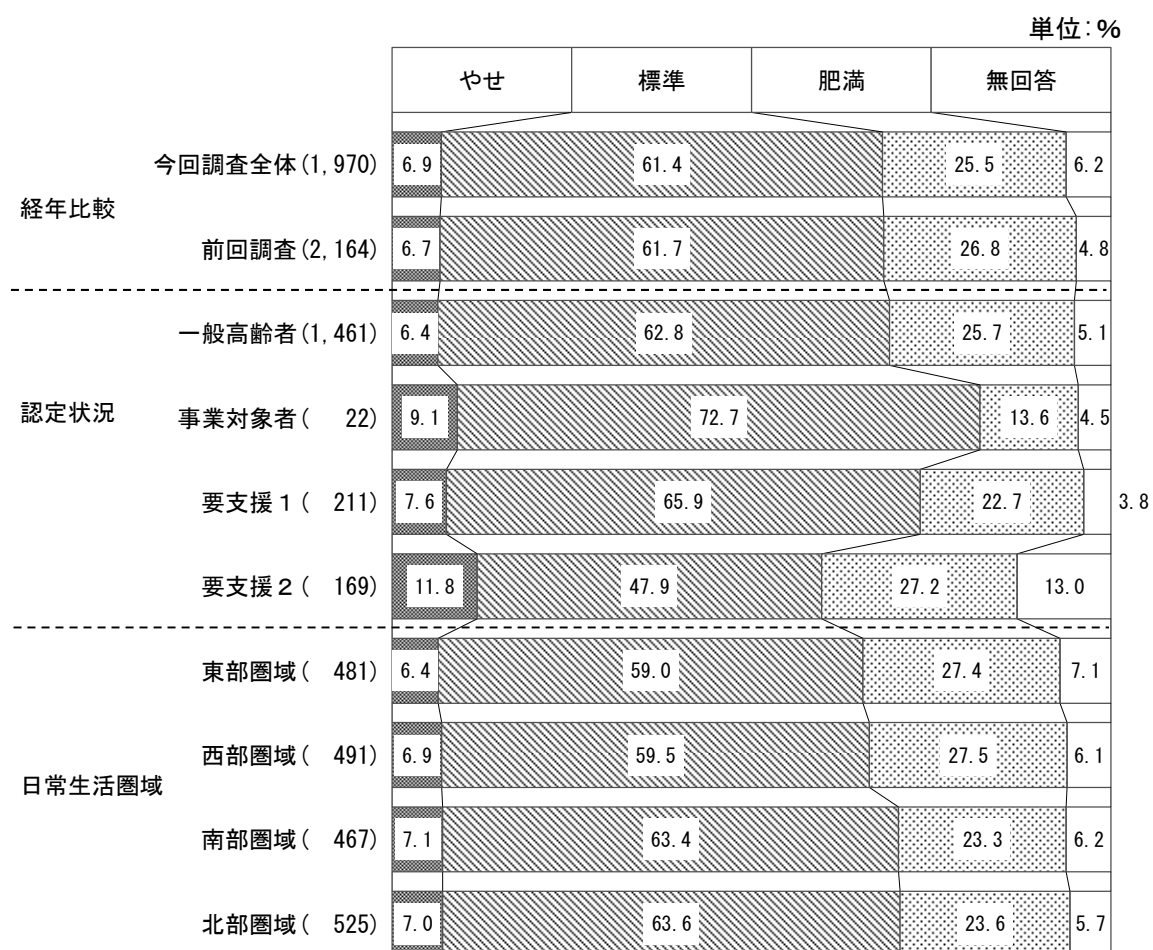 単位:%
やせ 標準 肥満 無回答
今回調査全体(1,970) 6.9 61.4 25.5 6.2
経年比較
前回調査(2,164) 6.7 61.7 26.8 4.8
一般高齢者(1,461) 6.4 62.8 25.7 5.1
認定状況 事業対象者( 22) 9.1 72.7 13.6 4.5
要支援1( 211) 7.6 65.9 22.7 3.8
要支援2( 169) 11.8 47.9 27.2 13.0
東部圏域( 481) 6.4 59.0 27.4 7.1
西部圏域( 491) 6.9 59.5 27.5 6.1
日常生活圏域
南部圏域( 467) 7.1 63.4 23.3 6.2
北部圏域( 525) 7.0 63.6 23.6 5.7